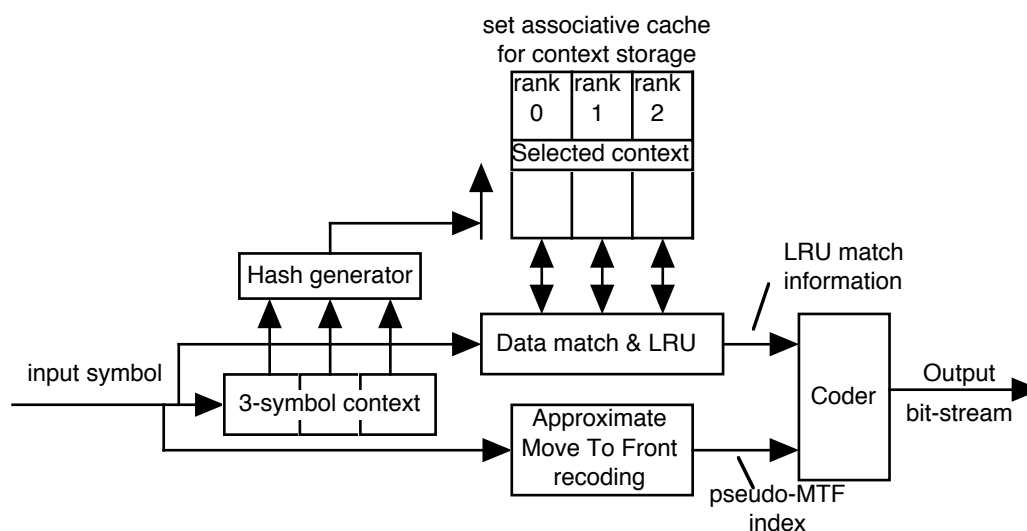 set associative cache
for context storage
rank rank rank
0 1 2
Selected context
Hash generator
LRU match
information
Data match & LRU
input symbol
3-symbol context
Coder
Output
bit-stream
Approximate
Move To Front
recoding
pseudo-MTF
index